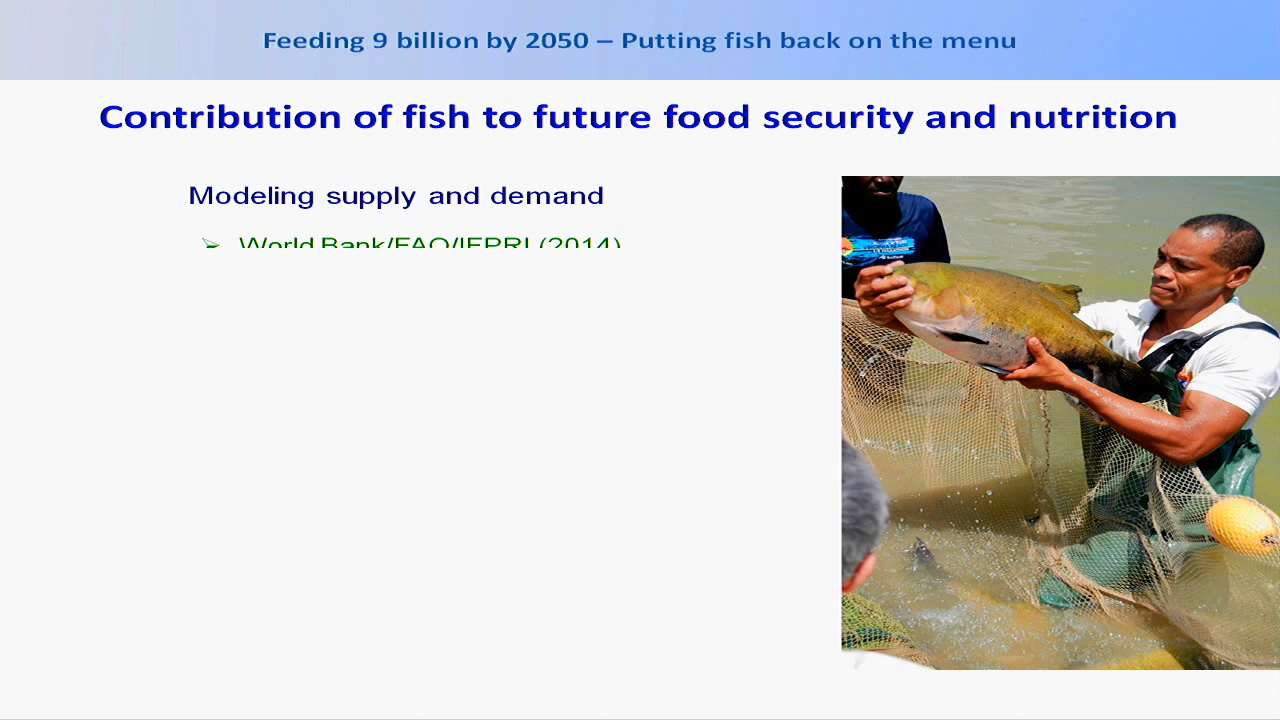 Feeding 9 billion by 2050 – Putting fish back on the menu
Contribution of fish to future food security and nutrition
Modeling supply and demand
➢ World Bank/FAO/IFPRI (2014)